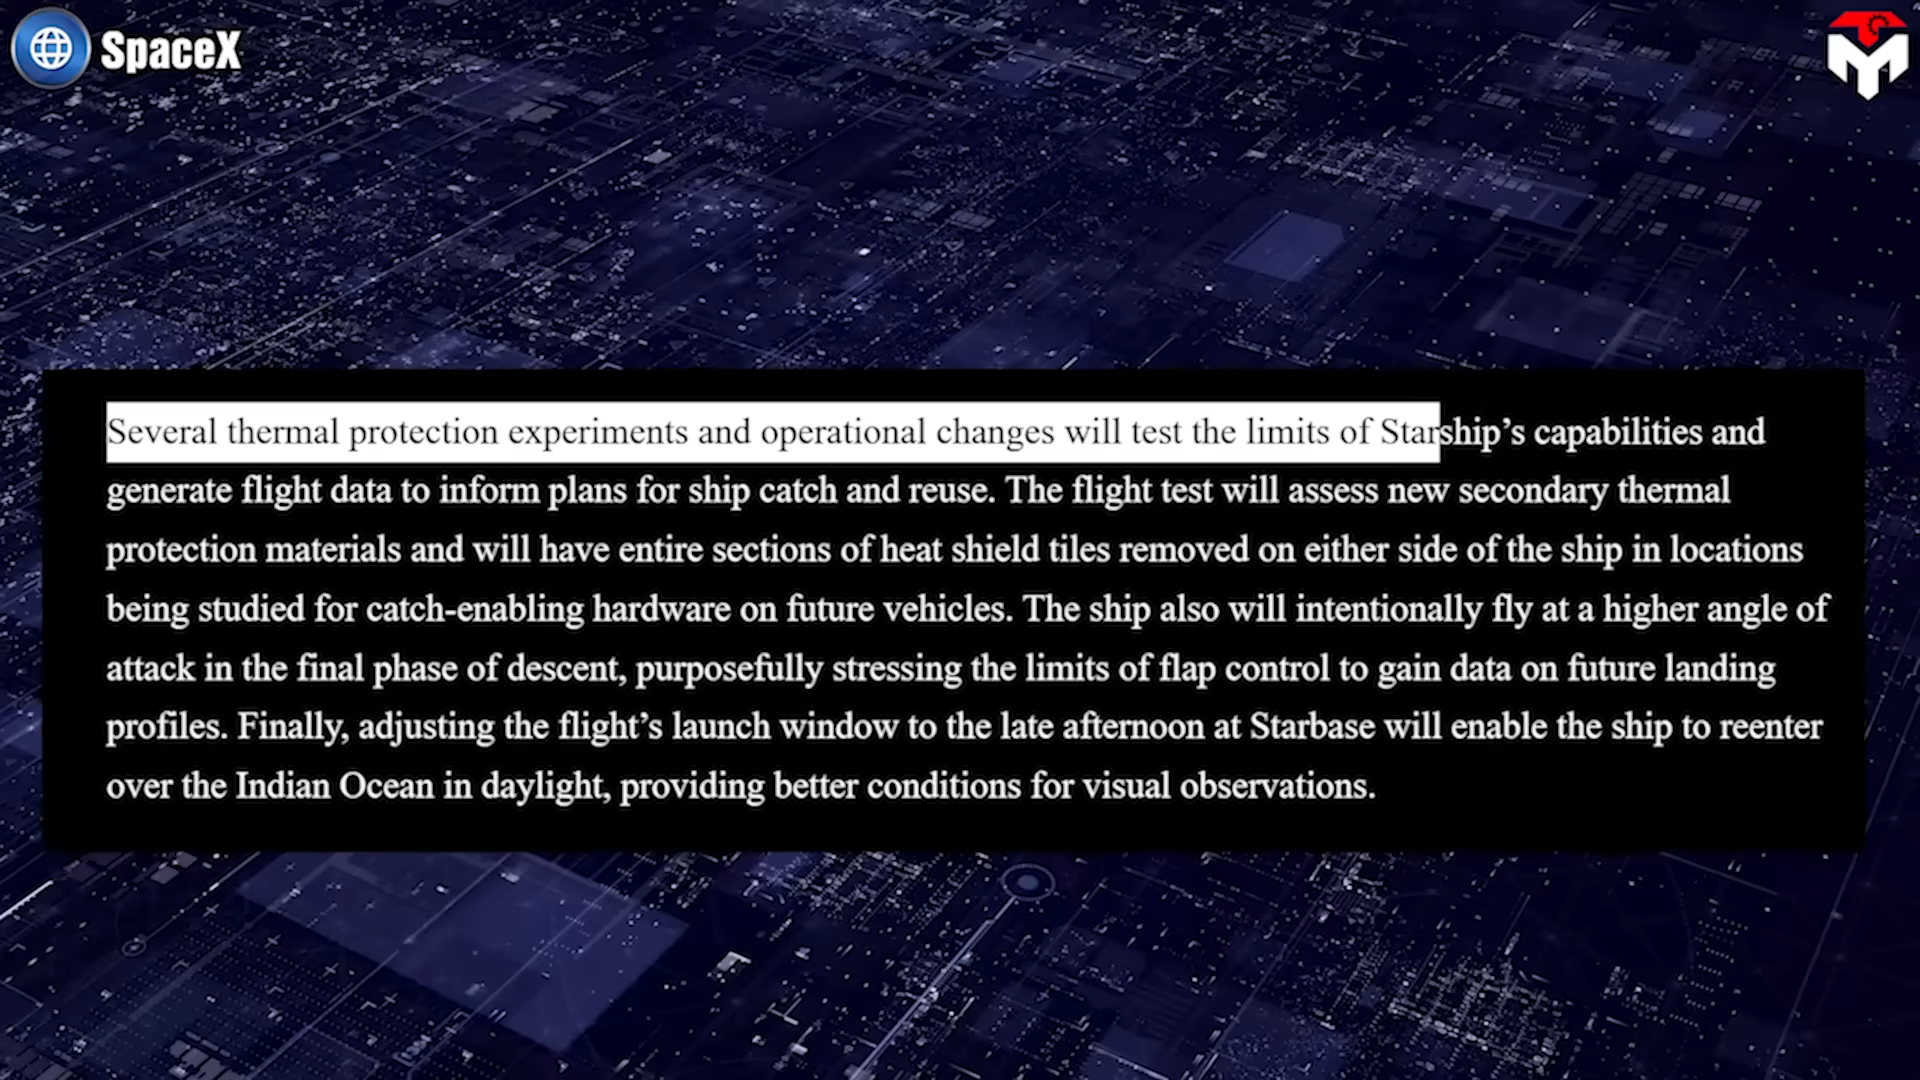 SpaceX
Several thermal protection experiments and operational changes will test the limits of Starship’s capabilities and
generate flight data to inform plans for ship catch and reuse. The flight test will assess new secondary thermal
protection materials and will have entire sections of heat shield tiles removed on either side of the ship in locations
being studied for catch-enabling hardware on future vehicles. The ship also will intentionally fly at a higher angle of
attack in the final phase of descent, purposefully stressing the limits of flap control to gain data on future landing
profiles. Finally, adjusting the flight’s launch window to the late afternoon at Starbase will enable the ship to reenter
over the Indian Ocean in daylight, providing better conditions for visual observations.